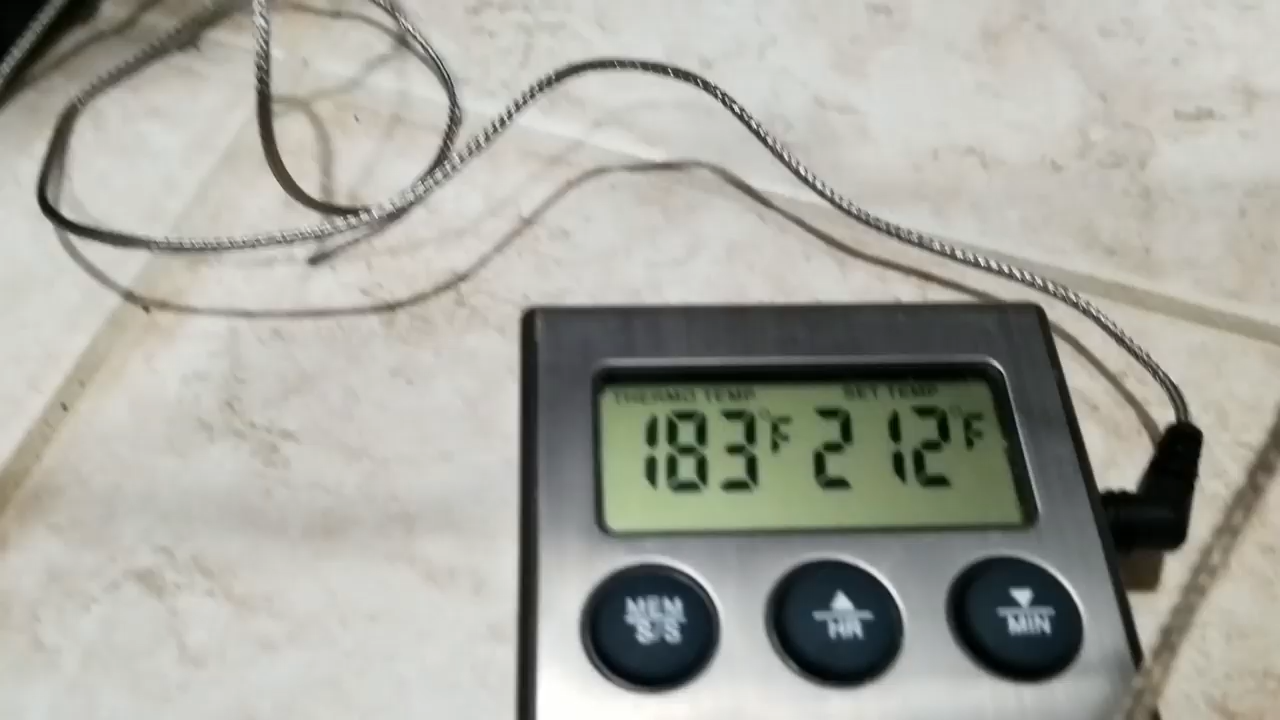 THERMO TEMP SET TEMP
183°F 212°F
MEM ▲ ▼
S/S HR MIN